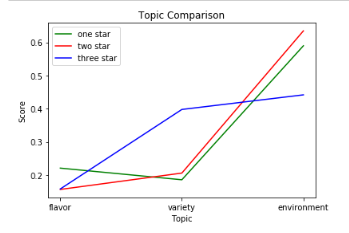 Topic Comparison
one star
two star
three star
0.6
0.5
0.4
0.3
0.2
Score
flavor variety environment
Topic